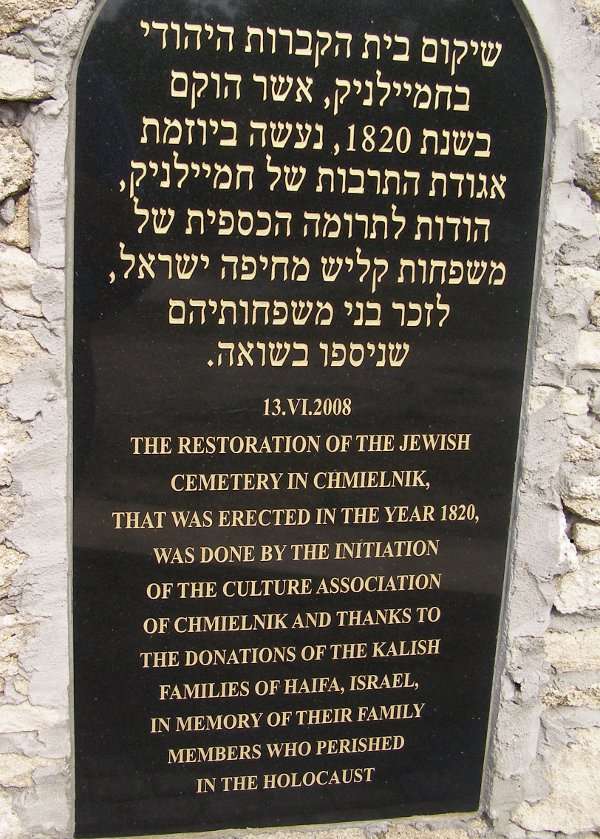 שיקום בית הקברות היהודי
בחמיילניק, אשר הוקם
בשנת 1820, נעשה ביוזמת
אגודת התרבות של חמיילניק,
הודות לתרומה הכספית של
משפחות קליש מחיפה ישראל,
לזכר בני משפחותיהם
שניספו בשואה.
13.VI.2008
THE RESTORATION OF THE JEWISH
CEMETERY IN CHMIELNIK,
THAT WAS ERECTED IN THE YEAR 1820,
WAS DONE BY THE INITIATION
OF THE CULTURE ASSOCIATION
OF CHMIELNIK AND THANKS TO
THE DONATIONS OF THE KALISH
FAMILIES OF HAIFA, ISRAEL,
IN MEMORY OF THEIR FAMILY
MEMBERS WHO PERISHED
IN THE HOLOCAUST